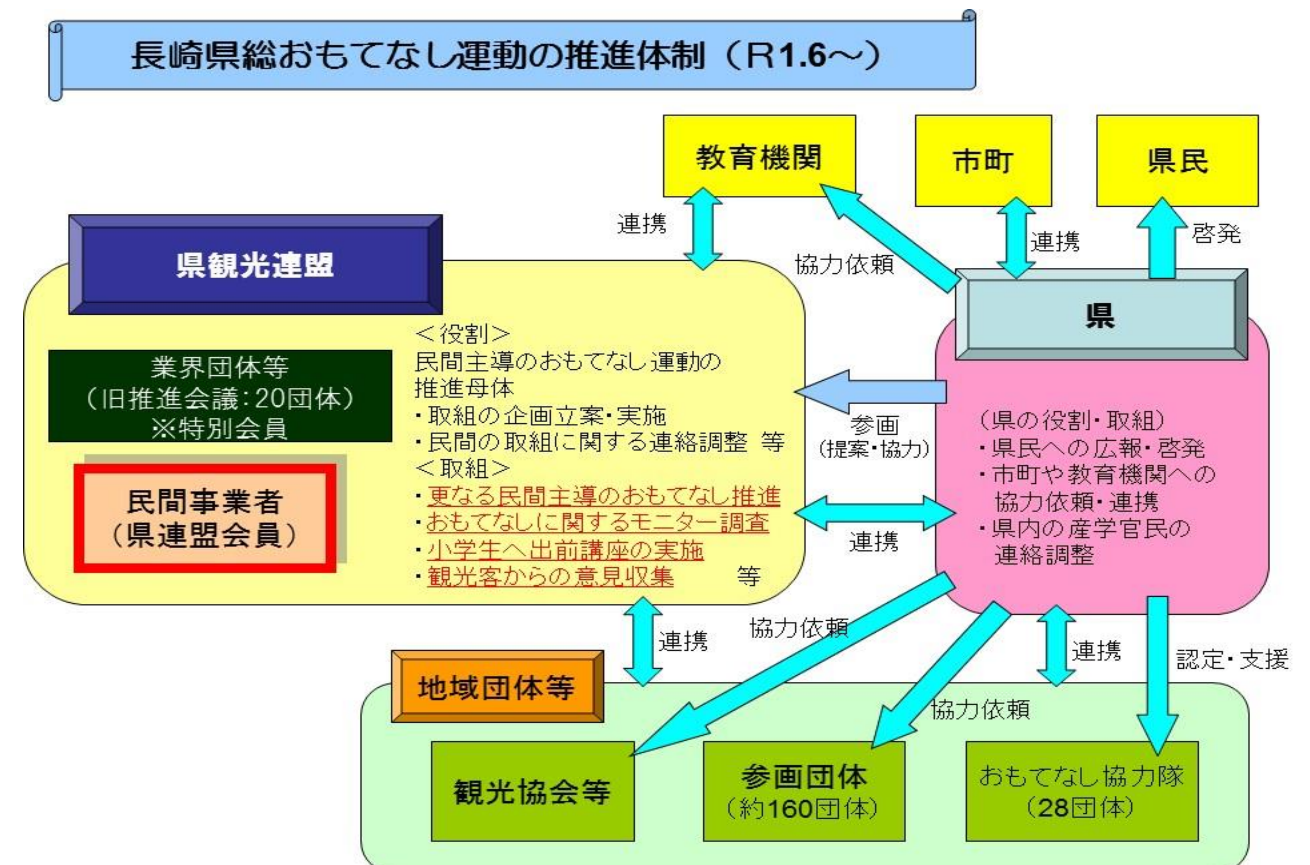 長崎県総おもてなし運動の推進体制（Ｒ1.6～）
教育機関
市町
県民
連携
協力依頼
連携
啓発
県観光連盟
業界団体等
（旧推進会議：20団体）
※特別会員
民間事業者
（県連盟会員）
＜役割＞
民間主導のおもてなし運動の
推進母体
・取組の企画立案・実施
・民間の取組に関する連絡調整 等
＜取組＞
・更なる民間主導のおもてなし推進
・おもてなしに関するモニター調査
・小学生へ出前講座の実施
・観光客からの意見収集　　等
参画
（提案・協力）
連携
県
（県の役割・取組）
・県民への広報・啓発
・市町や教育機関への
協力依頼・連携
・県内の産学官民の
連絡調整
連携
協力依頼
協力依頼
連携
認定・支援
地域団体等
観光協会等
参画団体
（約160団体）
おもてなし協力隊
（28団体）